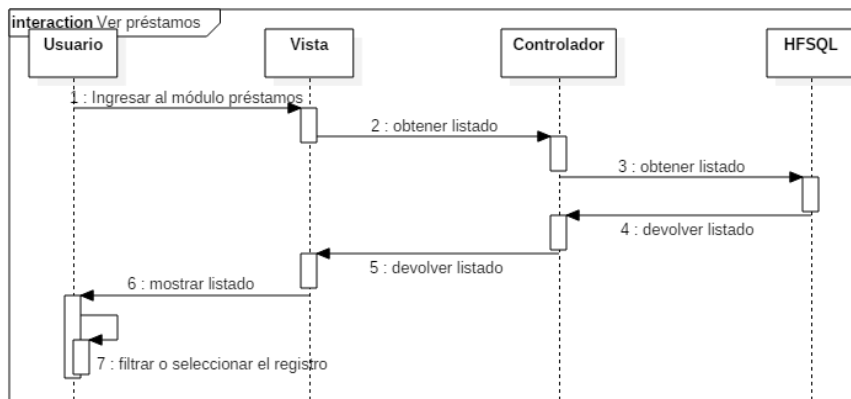 interaction Ver préstamos
Usuario
Vista
Controlador
HFSQL
1 : Ingresar al módulo préstamos
2 : obtener listado
3 : obtener listado
4 : devolver listado
5 : devolver listado
6 : mostrar listado
7 : filtrar o seleccionar el registro